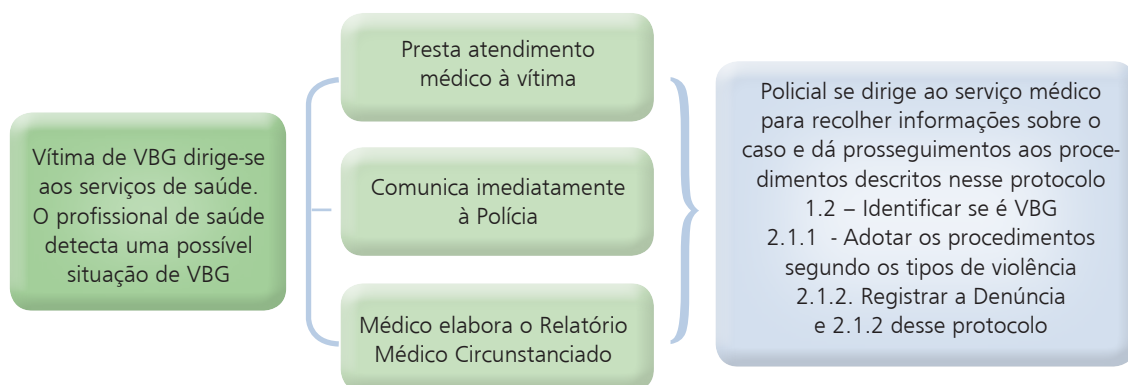 Vítima de VBG dirige-se
aos serviços de saúde.
O profissional de saúde
detecta uma possível
situação de VBG
Presta atendimento
médico à vítima
Comunica imediatamente
à Polícia
Médico elabora o Relatório
Médico Circunstanciado
Policial se dirige ao serviço médico
para recolher informações sobre o
caso e dá prosseguimentos aos proce-
dimentos descritos nesse protocolo
1.2 – Identificar se é VBG
2.1.1 - Adotar os procedimentos
segundo os tipos de violência
2.1.2. Registrar a Denúncia
e 2.1.2 desse protocolo